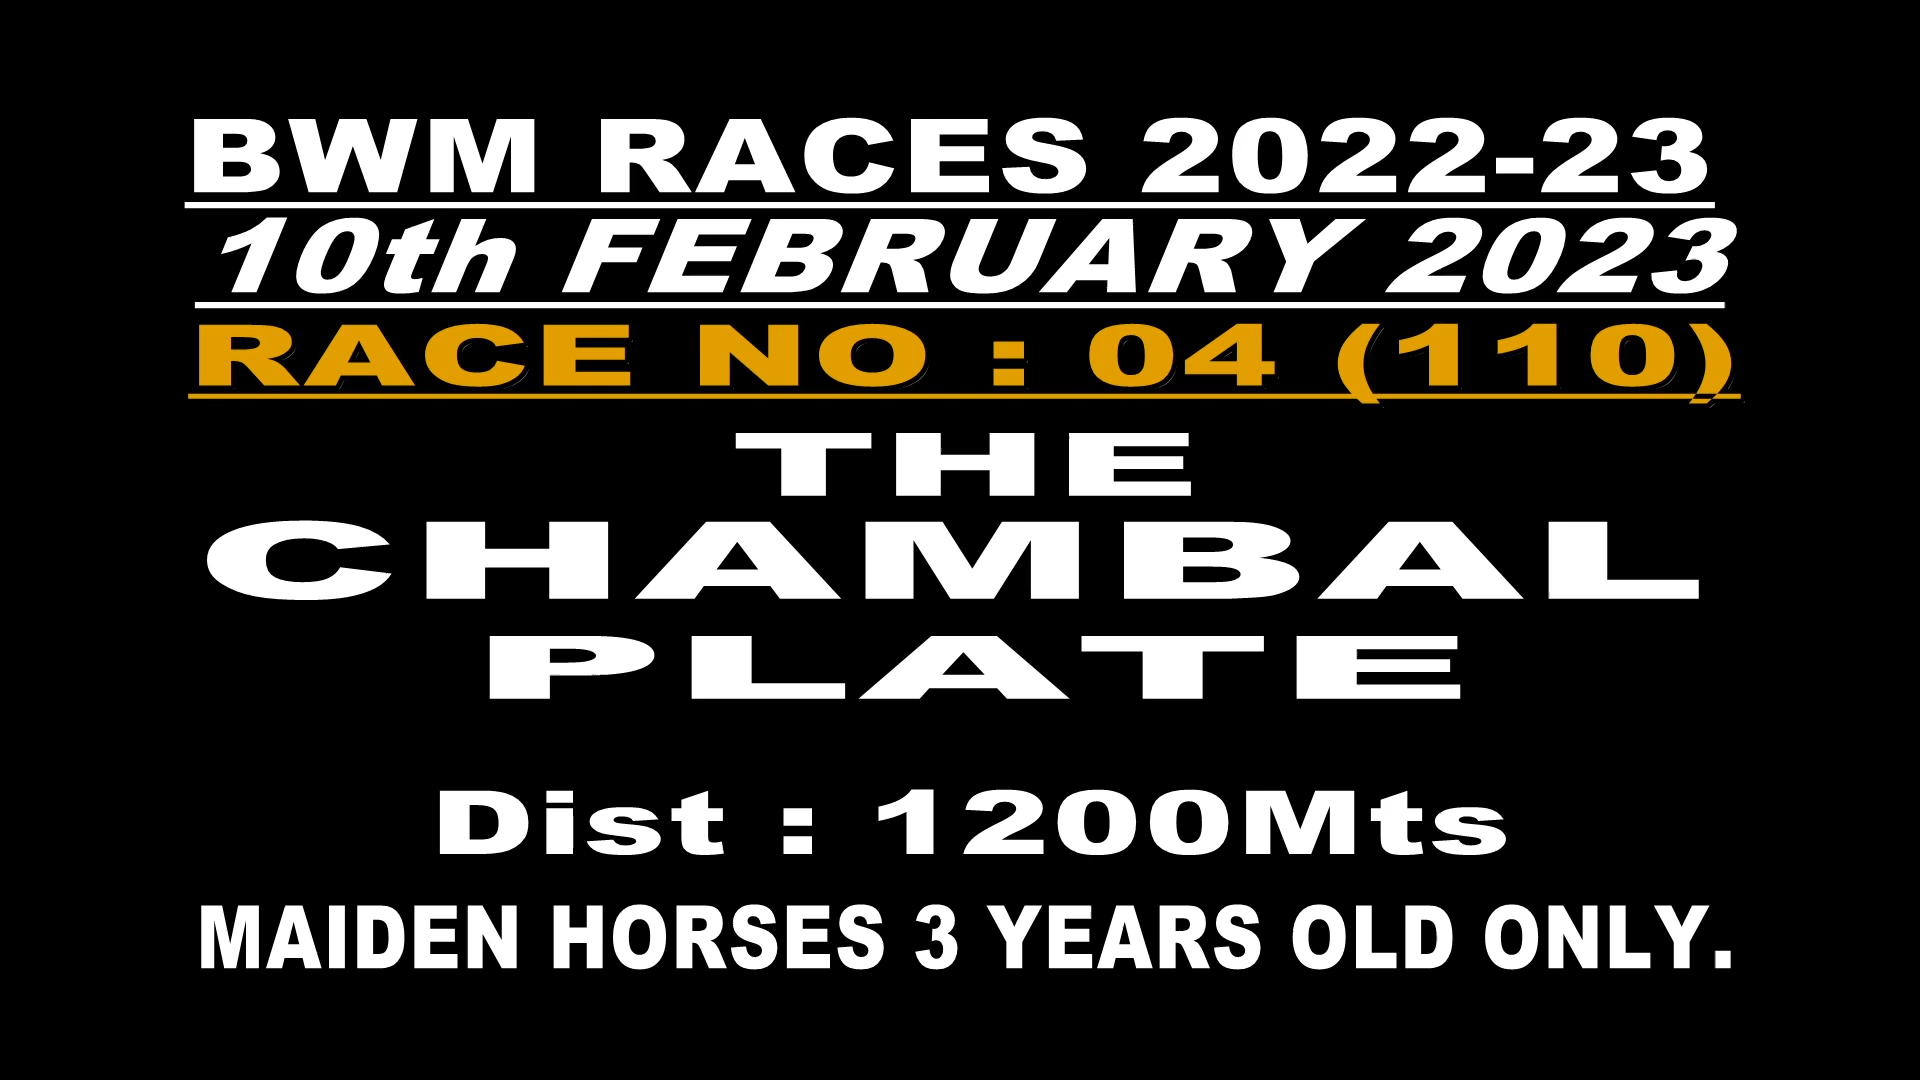 BWM RACES 2022-23
10th FEBRUARY 2023
RACE NO : 04 (110)
THE
CHAMBAL
PLATE
Dist : 1200Mts
MAIDEN HORSES 3 YEARS OLD ONLY.